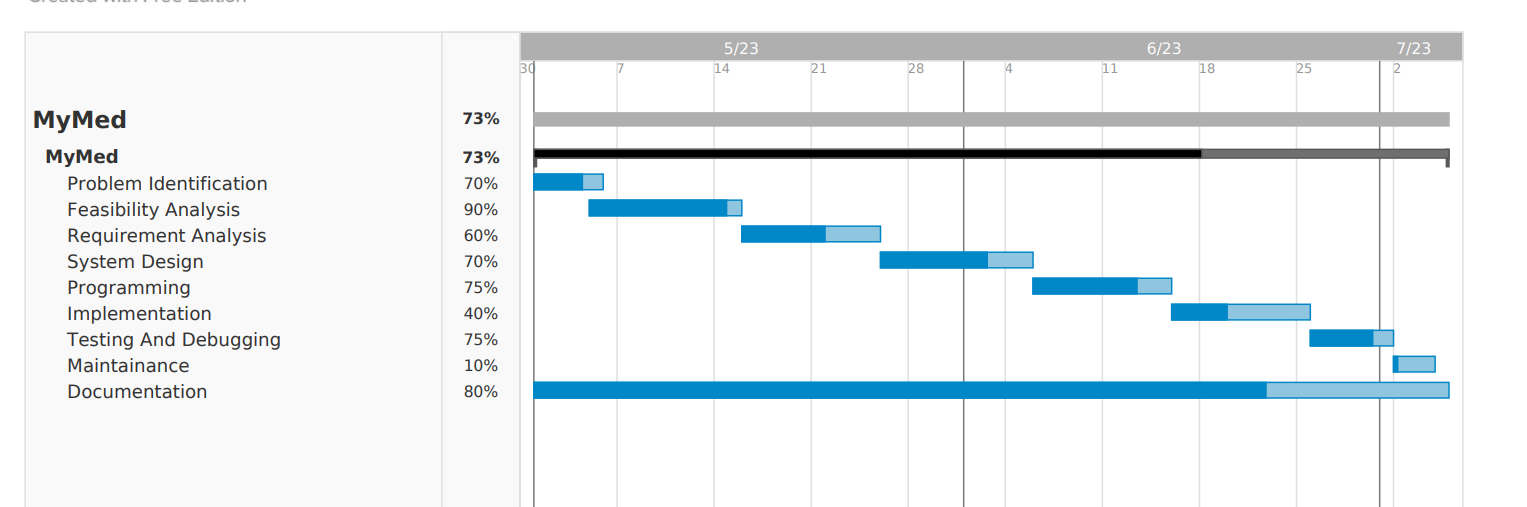 Created with Free Edition
5/23 6/23 7/23
30 7 14 21 28 4 11 18 25 2
MyMed 73%
MyMed 73%
Problem Identification 70%
Feasibility Analysis 90%
Requirement Analysis 60%
System Design 70%
Programming 75%
Implementation 40%
Testing And Debugging 75%
Maintainance 10%
Documentation 80%